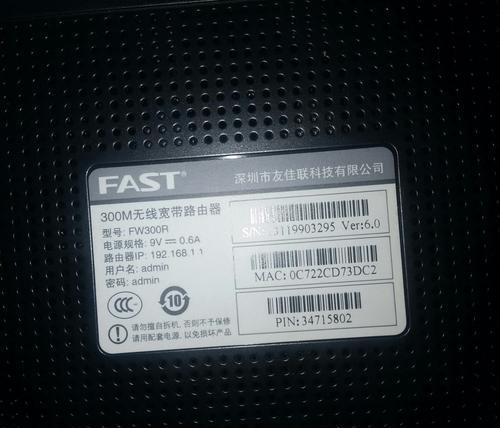 FAST® 深圳市友佳联科技有限公司
300M无线宽带路由器
型号: FW300R
电源规格: 9V⎓0.6A
路由器IP: 192.168.1.1
用户名: admin
密码: admin
S/N: 3119903295 Ver:6.0
MAC: 0C722CD73DC2
PIN:34715802
CCC
10
请勿擅自拆机, 否则不予保修
请用配套电源, 以免损坏产品